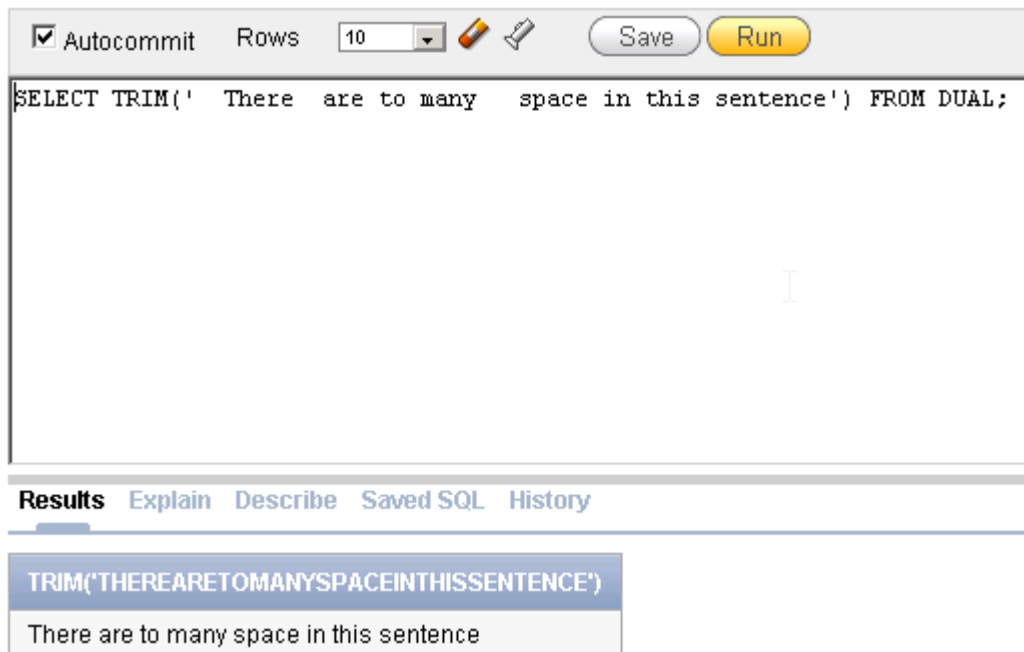 Autocommit Rows 10 Save Run
SELECT TRIM('  There  are to many   space in this sentence') FROM DUAL;
Results Explain Describe Saved SQL History
TRIM('THEREARETOMANYSPACEINTHISSENTENCE')
There are to many space in this sentence